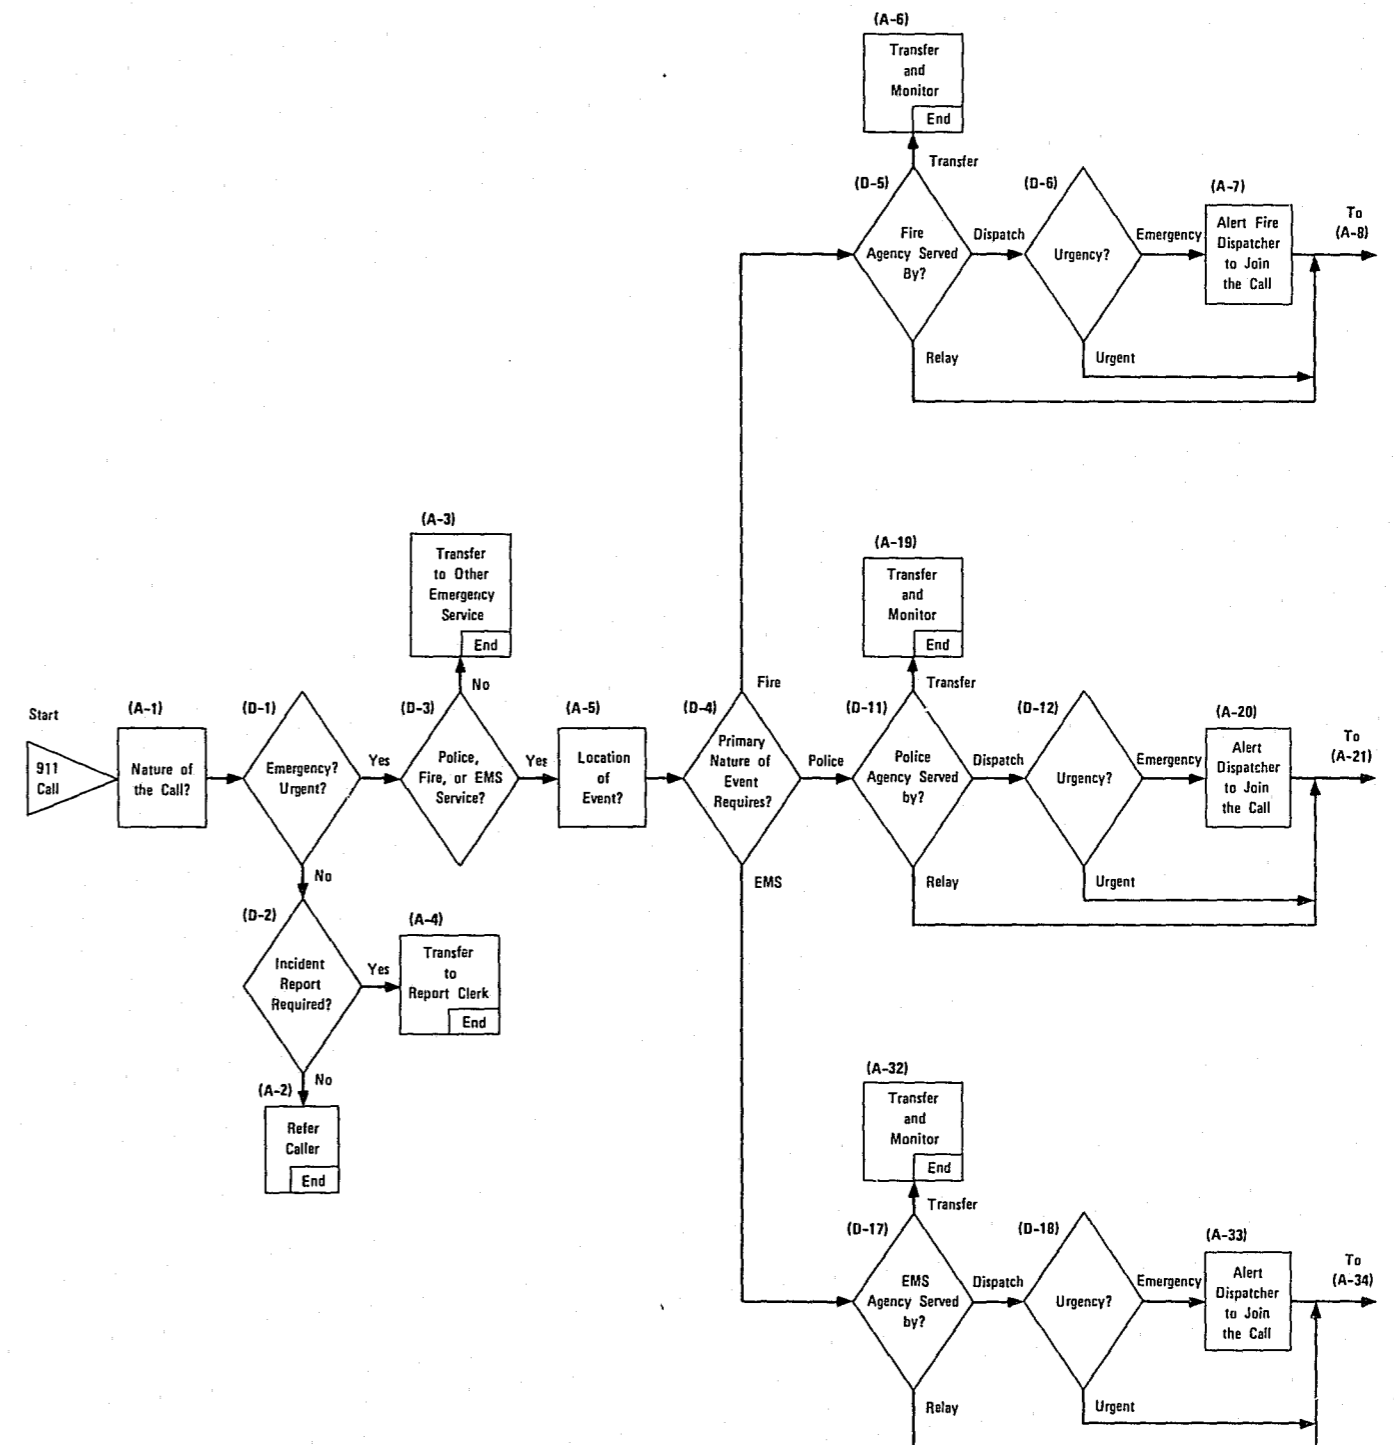 (A-6)
Transfer
and
Monitor
End
Transfer
(D-5)
Fire
Agency Served
By?
Dispatch
(D-6)
Urgency?
Emergency
(A-7)
Alert Fire
Dispatcher
to Join
the Call
To
(A-8)
Relay
Urgent
(A-3)
Transfer
to Other
Emergency
Service
End
No
(A-19)
Transfer
and
Monitor
End
Transfer
Start
911
Call
(A-1)
Nature of
the Call?
(D-1)
Emergency?
Urgent?
Yes
(D-3)
Police,
Fire, or EMS
Service?
Yes
(A-5)
Location
of
Event?
(D-4)
Primary
Nature of
Event
Requires?
Fire
Police
EMS
(D-11)
Police
Agency Served
by?
Dispatch
(D-12)
Urgency?
Emergency
(A-20)
Alert
Dispatcher
to Join
the Call
To
(A-21)
Relay
Urgent
No
(D-2)
Incident
Report
Required?
Yes
(A-4)
Transfer
to
Report Clerk
End
No
(A-2)
Refer
Caller
End
(A-32)
Transfer
and
Monitor
End
Transfer
(D-17)
EMS
Agency Served
by?
Dispatch
(D-18)
Urgency?
Emergency
(A-33)
Alert
Dispatcher
to Join
the Call
To
(A-34)
Relay
Urgent